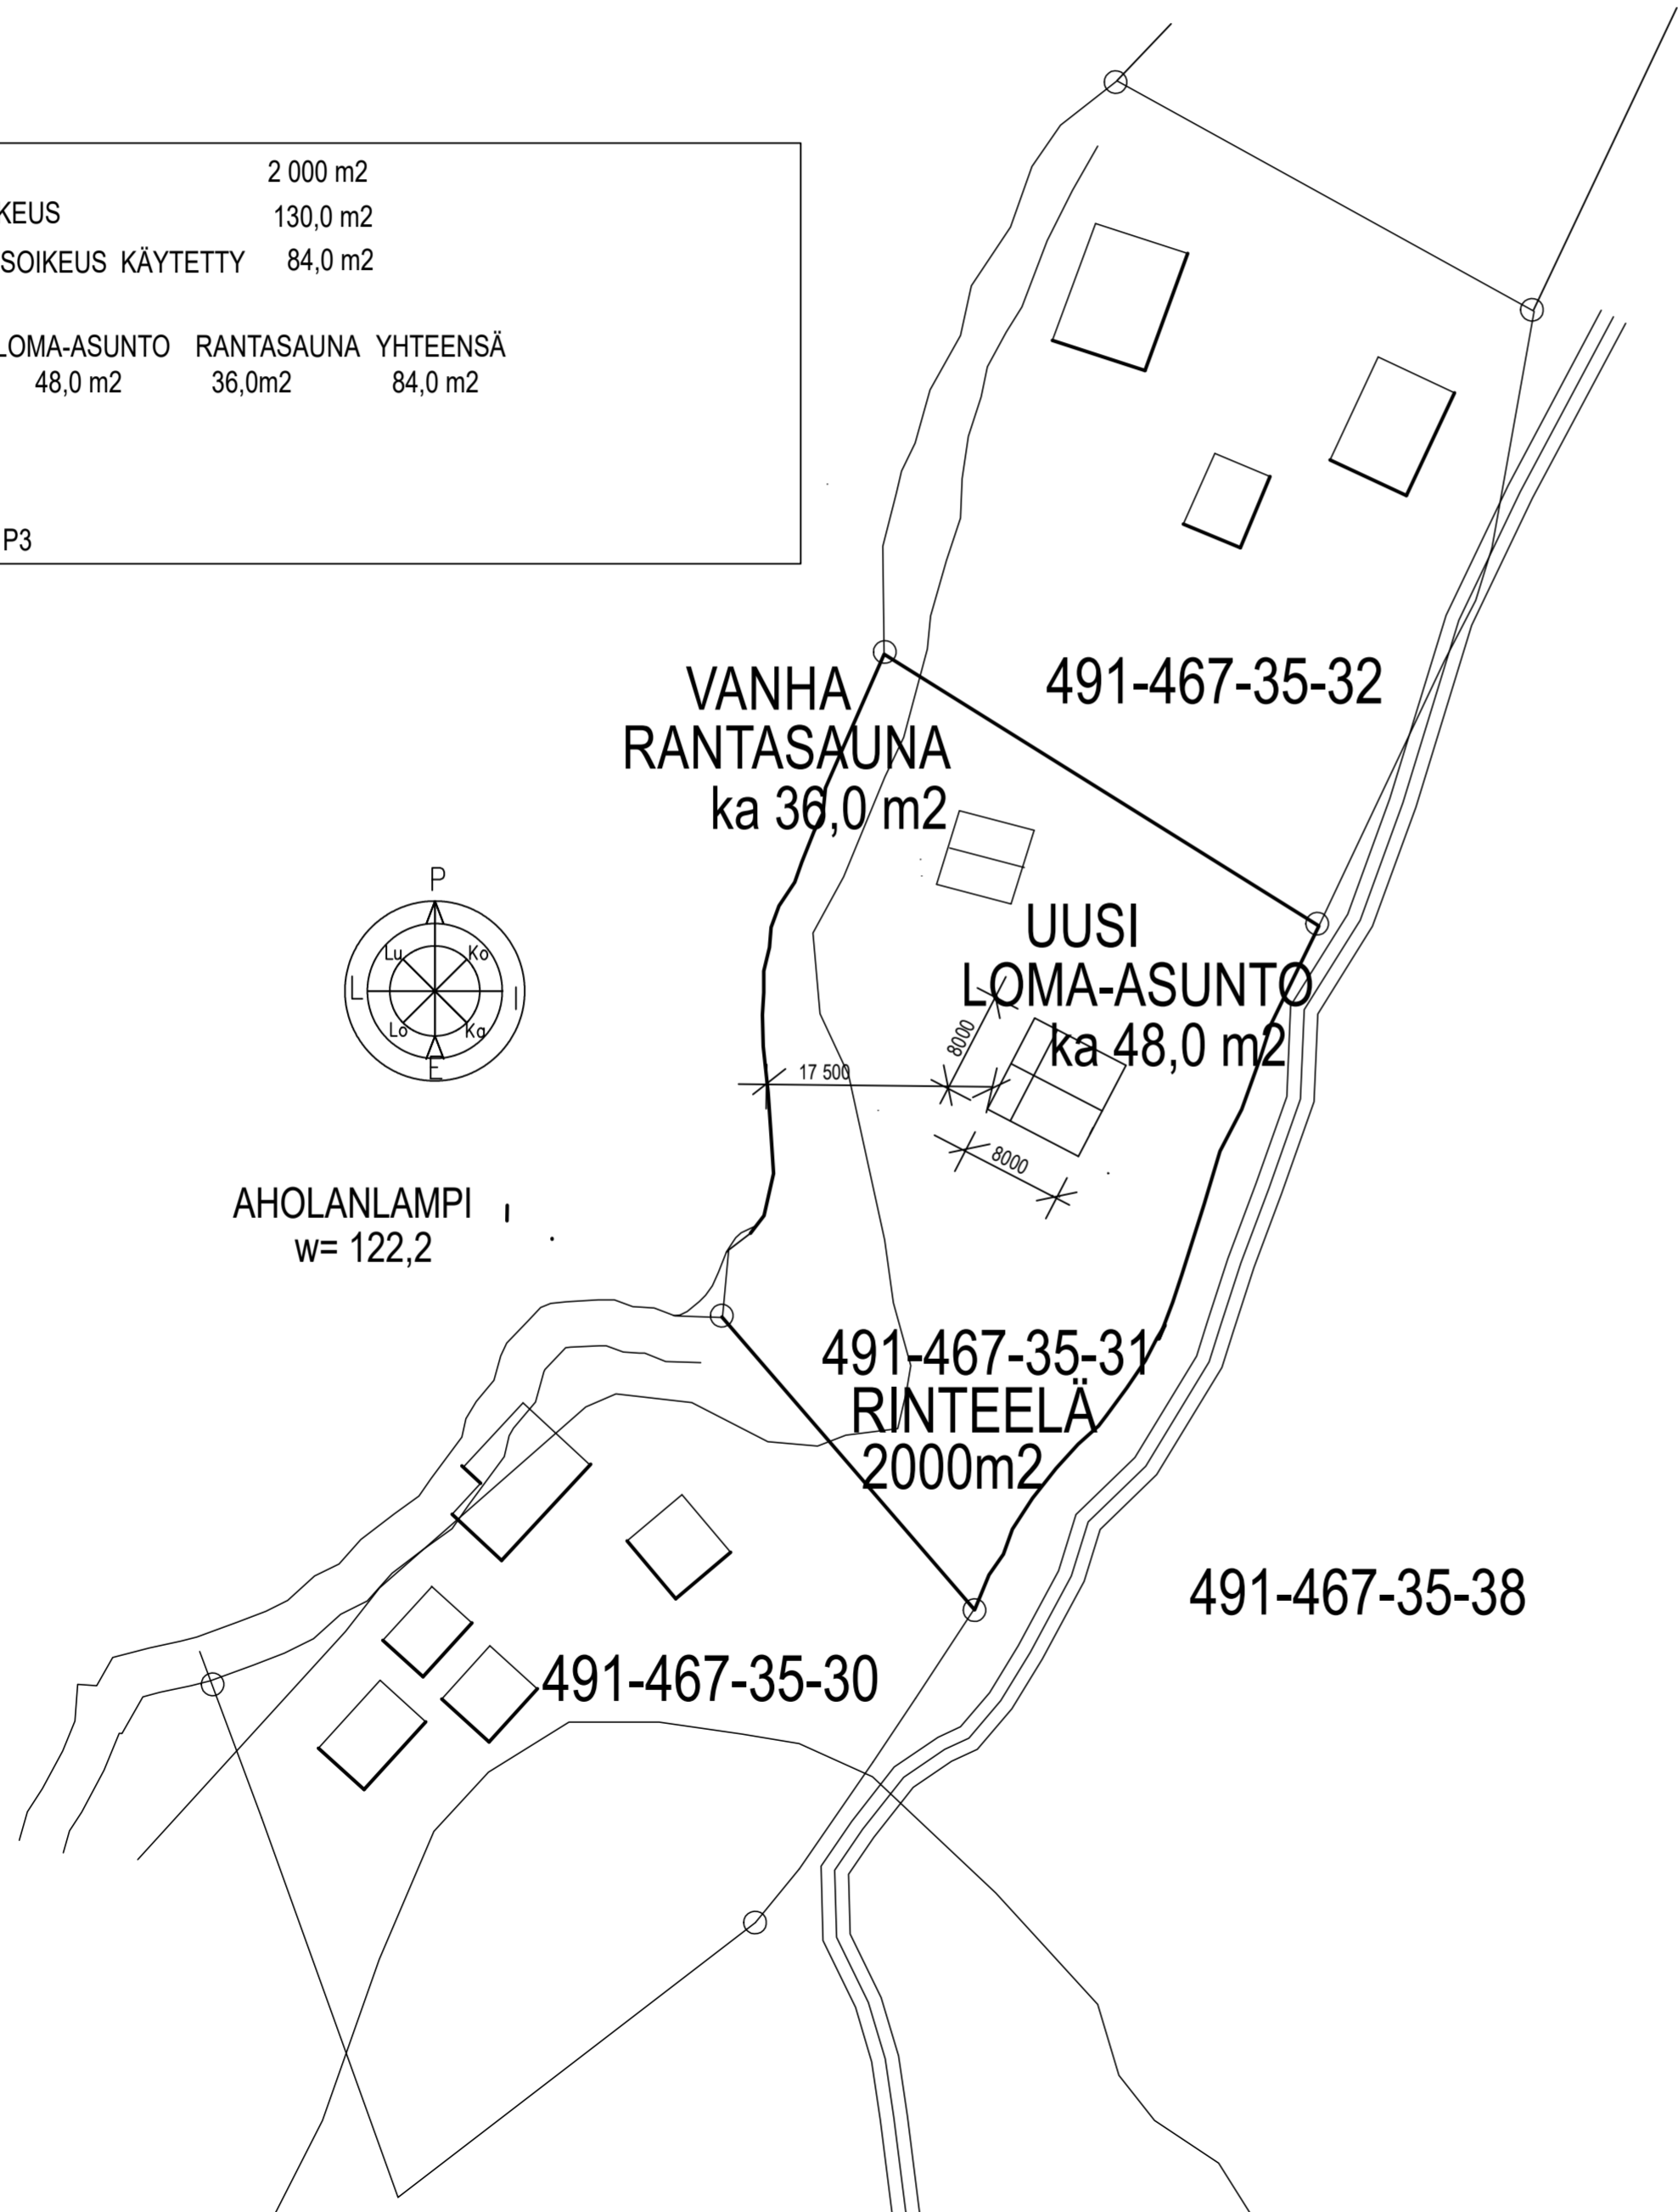 2 000 m2
KEUS 130,0 m2
SOIKEUS KÄYTETTY 84,0 m2
LOMA-ASUNTO RANTASAUNA YHTEENSÄ
48,0 m2 36,0m2 84,0 m2
P3
VANHA
RANTASAUNA
ka 36,0 m2
491-467-35-32
P
Lu Ko
L I
Lo Ka
E
UUSI
LOMA-ASUNTO
ka 48,0 m2
8000
17 500
8000
AHOLANLAMPI
w= 122,2
491-467-35-31
RINTEELÄ
2000m2
491-467-35-38
491-467-35-30